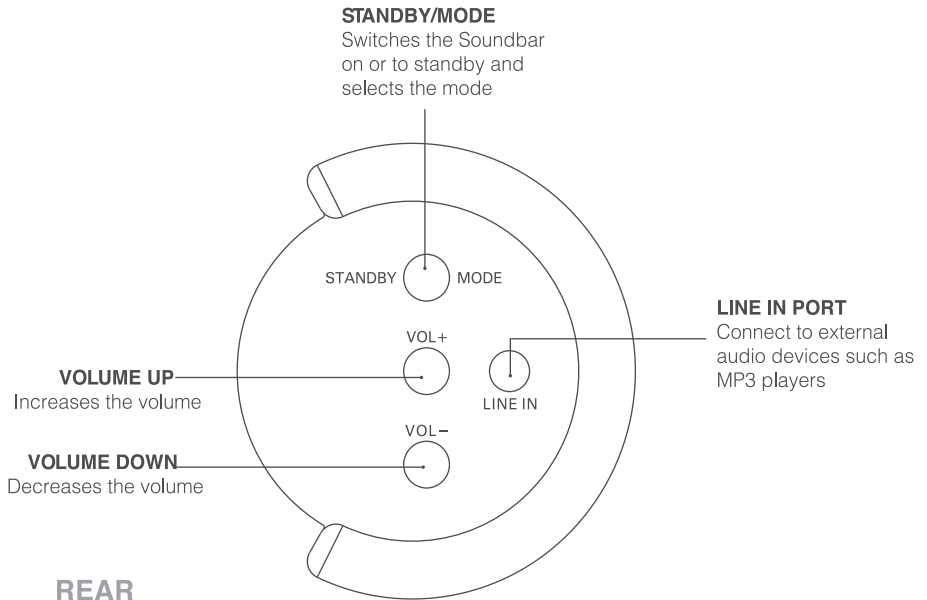 STANDBY/MODE
Switches the Soundbar
on or to standby and
selects the mode
STANDBY MODE
VOL+
LINE IN
VOL−
LINE IN PORT
Connect to external
audio devices such as
MP3 players
VOLUME UP
Increases the volume
VOLUME DOWN
Decreases the volume
REAR